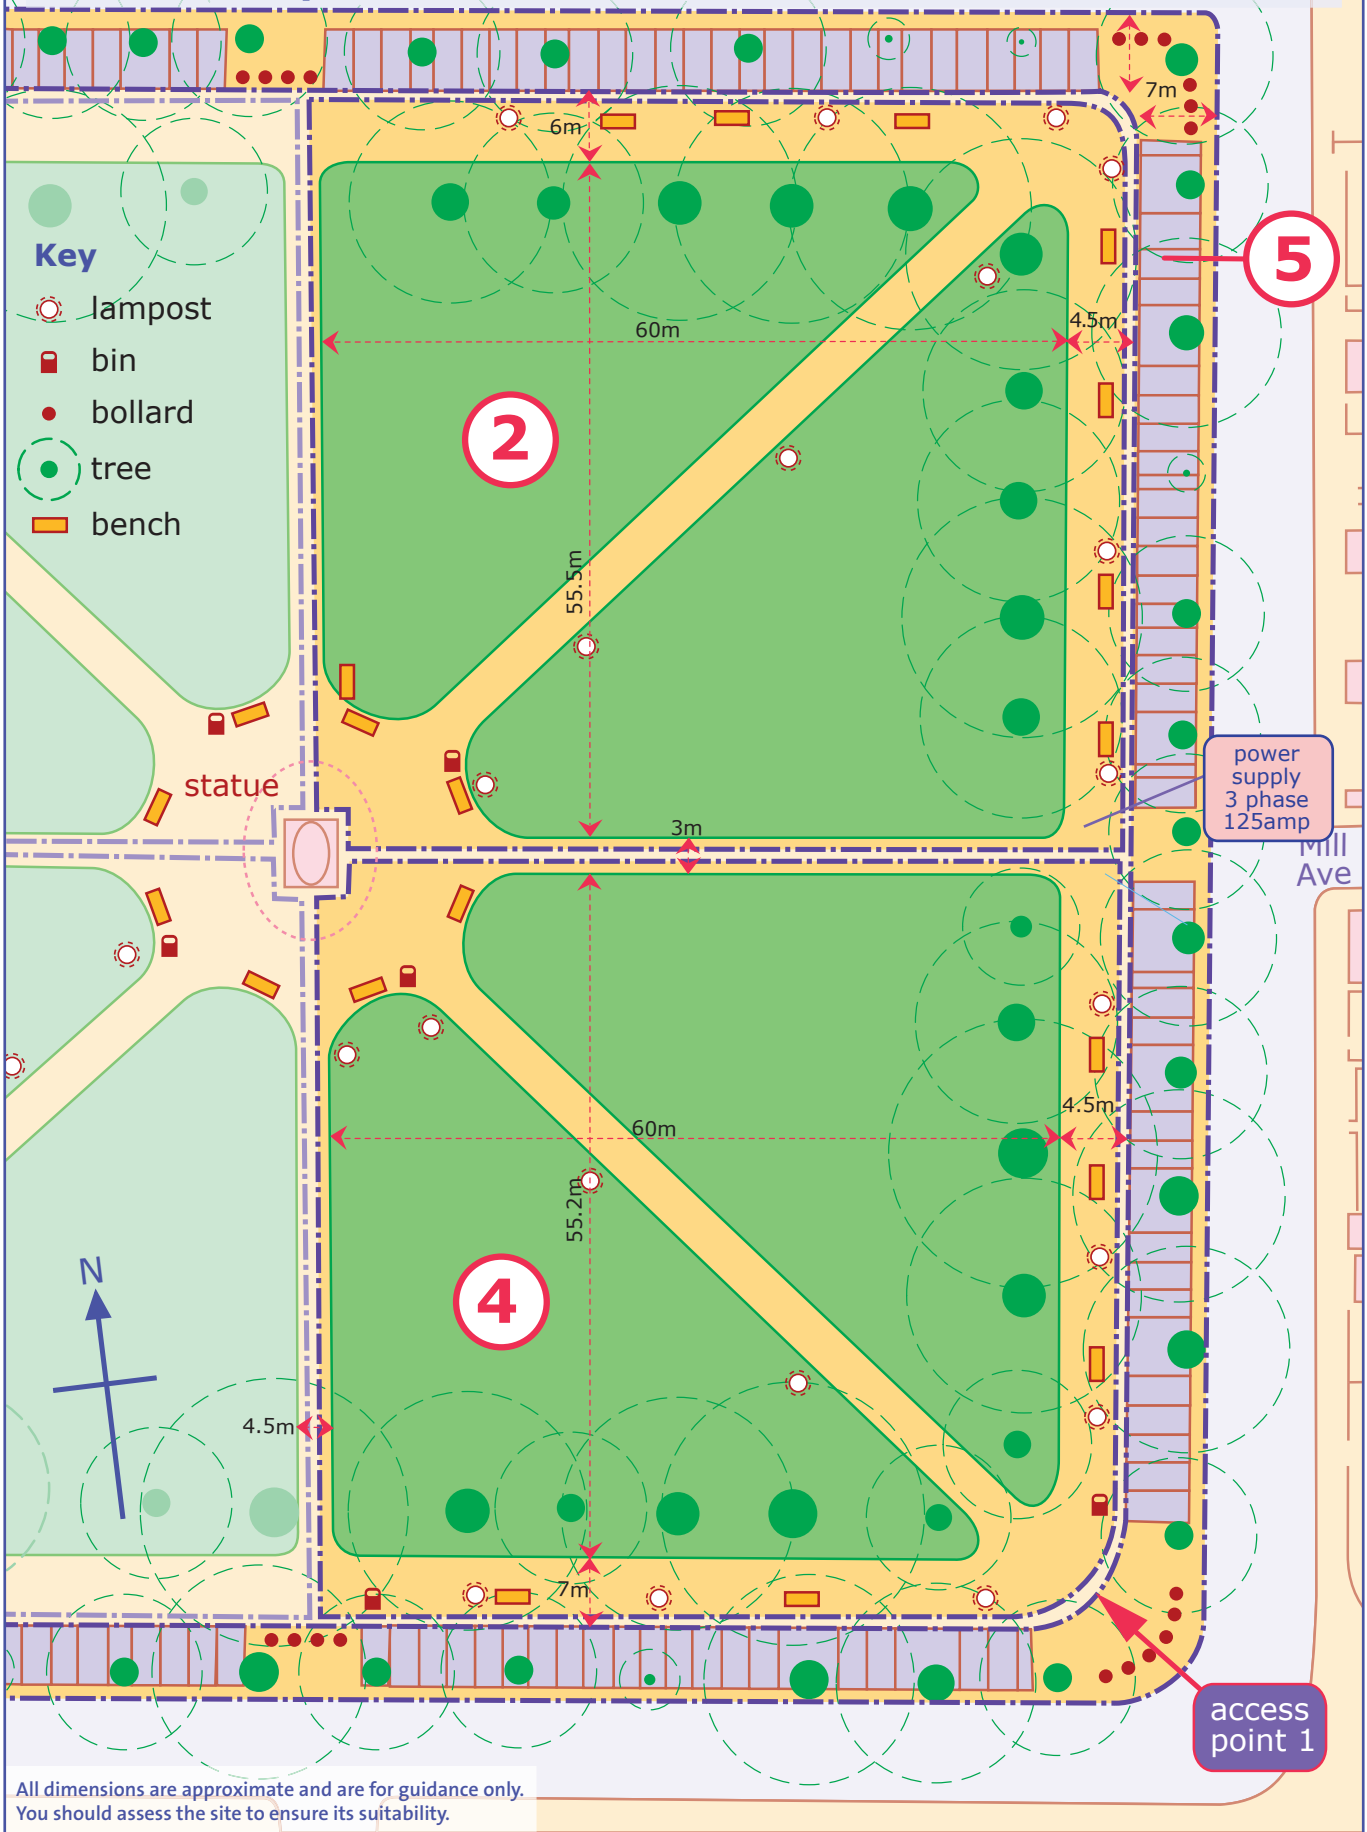 7m
6m
5
Key
lampost
bin
bollard
tree
bench
60m
4.5m
2
55.5m
statue
3m
power
supply
3 phase
125amp
Mill
Ave
4.5m
60m
55.2m
N
4
4.5m
7m
access
point 1
All dimensions are approximate and are for guidance only.
You should assess the site to ensure its suitability.